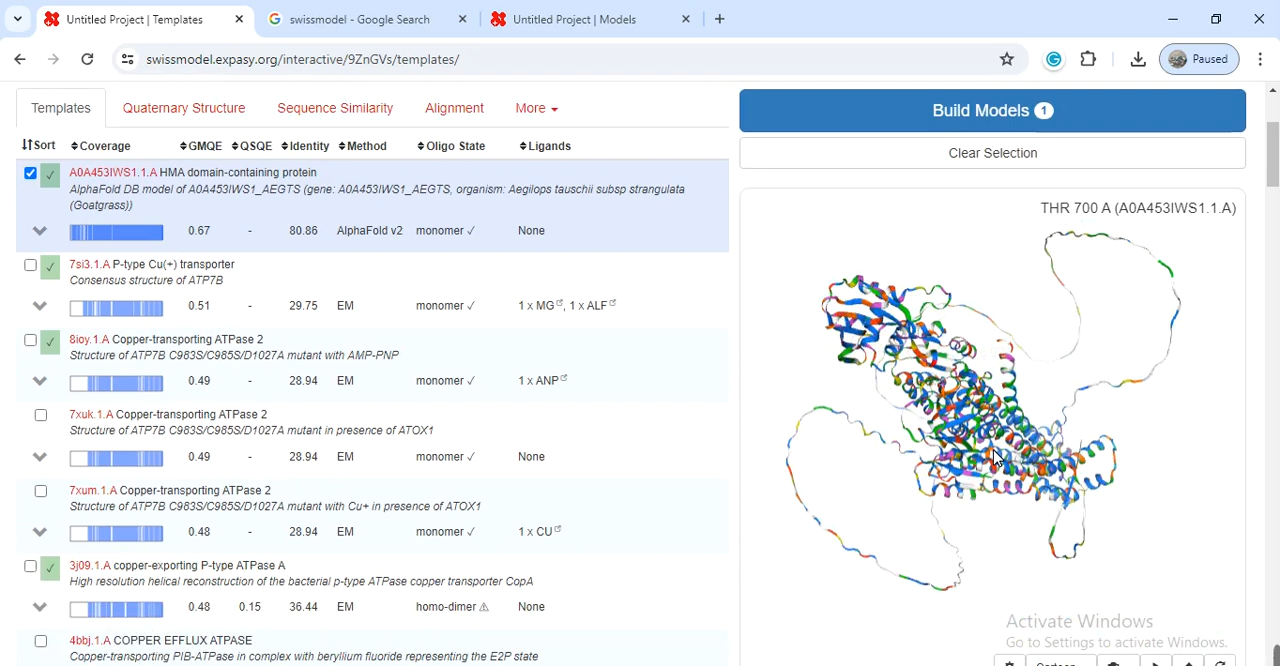 Untitled Project | Templates
swissmodel - Google Search
Untitled Project | Models
swissmodel.expasy.org/interactive/9ZnGVs/templates/
Paused
Templates
Quaternary Structure
Sequence Similarity
Alignment
More
Build Models 1
Clear Selection
Sort Coverage GMQE QSQE Identity Method Oligo State Ligands
A0A453IWS1.1.A HMA domain-containing protein
AlphaFold DB model of A0A453IWS1_AEGTS (gene: A0A453IWS1_AEGTS, organism: Aegilops tauschii subsp strangulata
(Goatgrass))
0.67 - 80.86 AlphaFold v2 monomer ✓ None
7si3.1.A P-type Cu(+) transporter
Consensus structure of ATP7B
0.51 - 29.75 EM monomer ✓ 1 x MG, 1 x ALF
8ioy.1.A Copper-transporting ATPase 2
Structure of ATP7B C983S/C985S/D1027A mutant with AMP-PNP
0.49 - 28.94 EM monomer ✓ 1 x ANP
7xuk.1.A Copper-transporting ATPase 2
Structure of ATP7B C983S/C985S/D1027A mutant in presence of ATOX1
0.49 - 28.94 EM monomer ✓ None
7xum.1.A Copper-transporting ATPase 2
Structure of ATP7B C983S/C985S/D1027A mutant with Cu+ in presence of ATOX1
0.48 - 28.94 EM monomer ✓ 1 x CU
3j09.1.A copper-exporting P-type ATPase A
High resolution helical reconstruction of the bacterial p-type ATPase copper transporter CopA
0.48 0.15 36.44 EM homo-dimer ⚠ None
4bbj.1.A COPPER EFFLUX ATPASE
Copper-transporting PIB-ATPase in complex with beryllium fluoride representing the E2P state
THR 700 A (A0A453IWS1.1.A)
Activate Windows
Go to Settings to activate Windows.
Cartoon